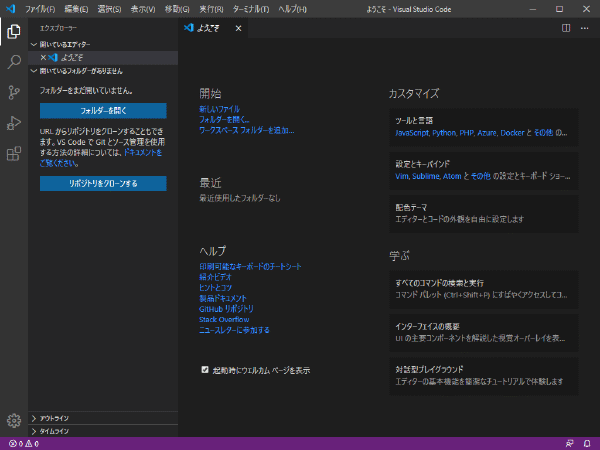 ファイル(F) 編集(E) 選択(S) 表示(V) 移動(G) 実行(R) ターミナル(T) ヘルプ(H) ようこそ - Visual Studio Code
エクスプローラー
開いているエディター
ようこそ
開いているフォルダーがありません
フォルダーをまだ開いていません。
フォルダーを開く
URL からリポジトリをクローンすることもでき
ます。VS Code で Git とソース管理を使用
する方法の詳細については、ドキュメントを
ご覧ください。
リポジトリをクローンする
アウトライン
タイムライン
ようこそ
開始
新しいファイル
フォルダーを開く...
ワークスペース フォルダーを追加...
最近
最近使用したフォルダーなし
ヘルプ
印刷可能なキーボードのチートシート
紹介ビデオ
ヒントとコツ
製品ドキュメント
GitHub リポジトリ
Stack Overflow
ニュースレターに参加する
起動時にウェルカム ページを表示
カスタマイズ
ツールと言語
JavaScript, Python, PHP, Azure, Docker と その他 の...
設定とキーバインド
Vim, Sublime, Atom と その他 の設定とキーボード ショー...
配色テーマ
エディターとコードの外観を自由に設定します
学ぶ
すべてのコマンドの検索と実行
コマンド パレット (Ctrl+Shift+P) にすばやくアクセスしてコ...
インターフェイスの概要
UI の主要コンポーネントを解説した視覚オーバーレイを表...
対話型プレイグラウンド
エディターの基本機能を簡潔なチュートリアルで体験します
0 0